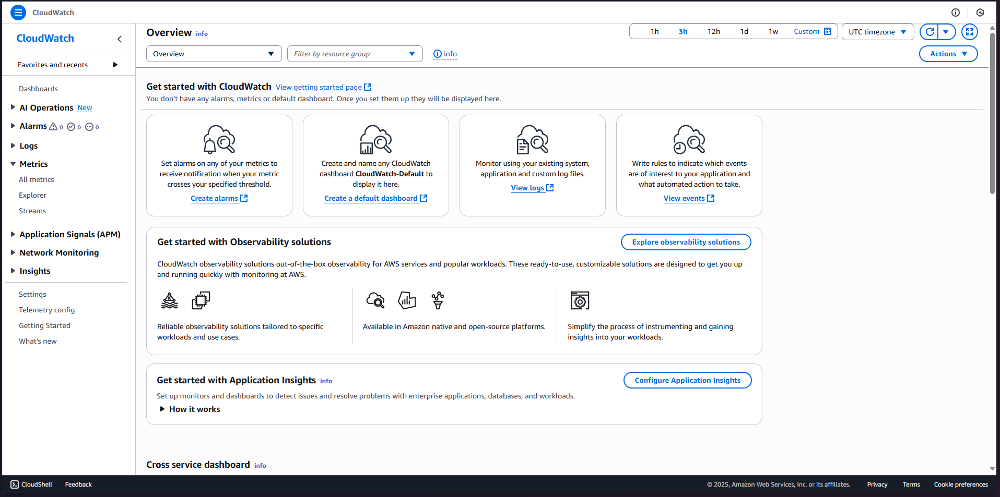 CloudWatch
CloudWatch
Favorites and recents
Dashboards
AI Operations New
Alarms 0 0 0
Logs
Metrics
All metrics
Explorer
Streams
Application Signals (APM)
Network Monitoring
Insights
Settings
Telemetry config
Getting Started
What's new
Overview info
1h 3h 12h 1d 1w Custom UTC timezone
Overview Filter by resource group info Actions
Get started with CloudWatch View getting started page
You don't have any alarms, metrics or default dashboard. Once you set them up they will be displayed here.
Set alarms on any of your metrics to
receive notification when your metric
crosses your specified threshold.
Create alarms
Create and name any CloudWatch
dashboard CloudWatch-Default to
display it here.
Create a default dashboard
Monitor using your existing system,
application and custom log files.
View logs
Write rules to indicate which events
are of interest to your application and
what automated action to take.
View events
Get started with Observability solutions
Explore observability solutions
CloudWatch observability solutions out-of-the-box observability for AWS services and popular workloads. These ready-to-use, customizable solutions are designed to get you up
and running quickly with monitoring at AWS.
Reliable observability solutions tailored to specific
workloads and use cases.
Available in Amazon native and open-source platforms.
Simplify the process of instrumenting and gaining
insights into your workloads.
Get started with Application Insights info
Configure Application Insights
Set up monitors and dashboards to detect issues and resolve problems with enterprise applications, databases, and workloads.
How it works
Cross service dashboard info
CloudShell Feedback © 2025, Amazon Web Services, Inc. or its affiliates. Privacy Terms Cookie preferences